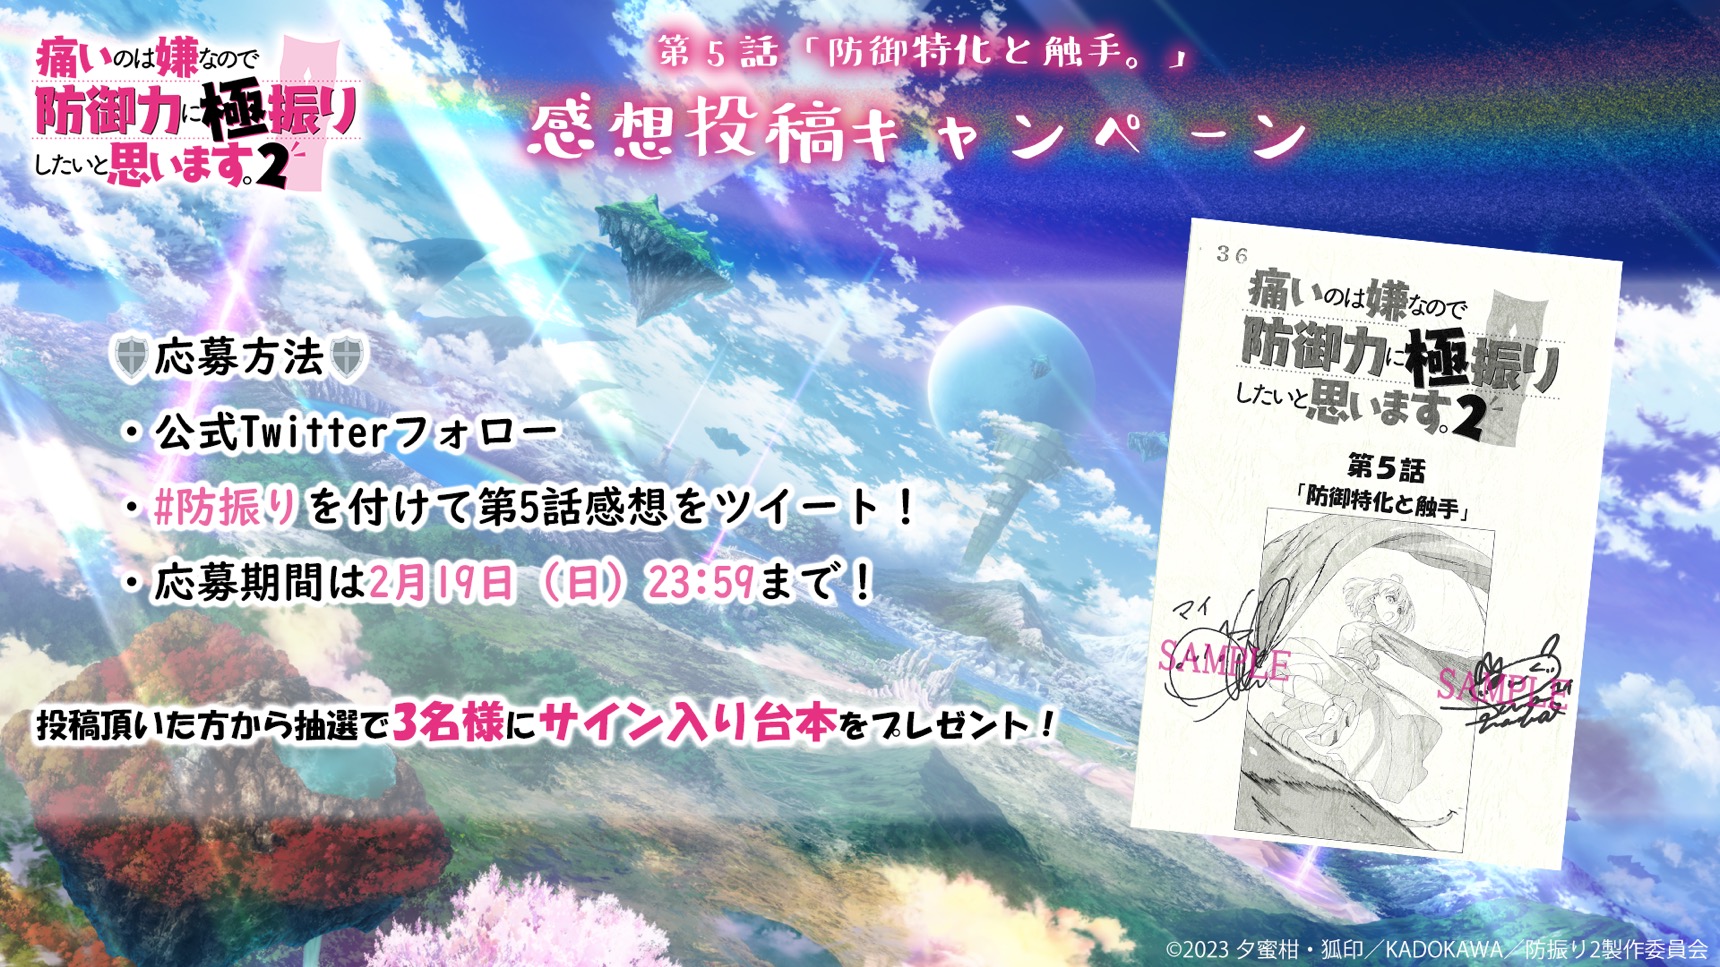 痛いのは嫌なので
防御力に極振り
したいと思います。2
第5話「防御特化と触手。」
感想投稿キャンペーン
応募方法
・公式Twitterフォロー
・#防振りを付けて第5話感想をツイート！
・応募期間は2月19日（日）23:59まで！
投稿頂いた方から抽選で3名様にサイン入り台本をプレゼント！
36
痛いのは嫌なので
防御力に極振り
したいと思います。2
第5話
「防御特化と触手」
マイ
SAMPLE
SAMPLE
©2023 夕蜜柑・狐印／KADOKAWA／防振り2製作委員会